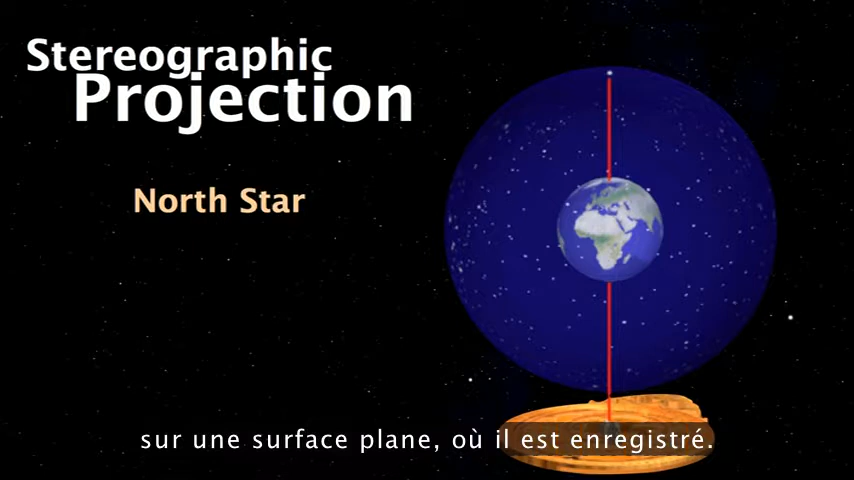 Stereographic
Projection
North Star
sur une surface plane, où il est enregistré.